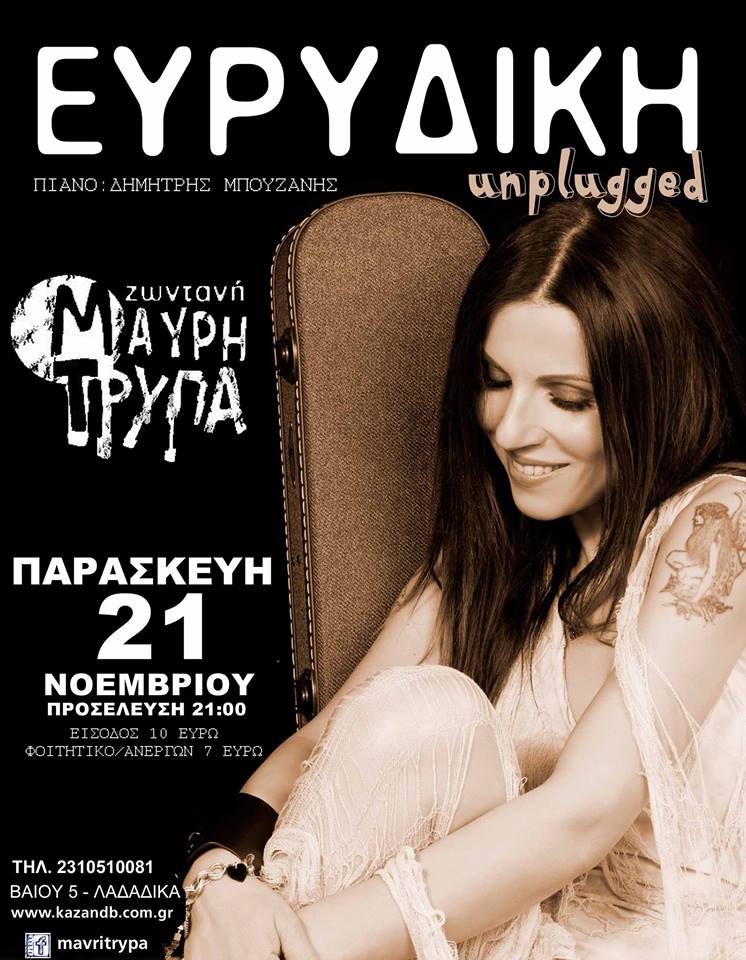 ΕΥΡΥΔΙΚΗ
unplugged
ΠΙΑΝΟ:ΔΗΜΗΤΡΗΣ ΜΠΟΥΖΑΝΗΣ
ζωντανή
ΜΑΥΡΗ
ΤΡΥΠΑ
ΠΑΡΑΣΚΕΥΗ
21
ΝΟΕΜΒΡΙΟΥ
ΠΡΟΣΕΛΕΥΣΗ 21:00
ΕΙΣΟΔΟΣ 10 ΕΥΡΩ
ΦΟΙΤΗΤΙΚΟ/ΑΝΕΡΓΩΝ 7 ΕΥΡΩ
ΤΗΛ. 2310510081
ΒΑΙΟΥ 5 - ΛΑΔΑΔΙΚΑ
www.kazandb.com.gr
mavritrypa